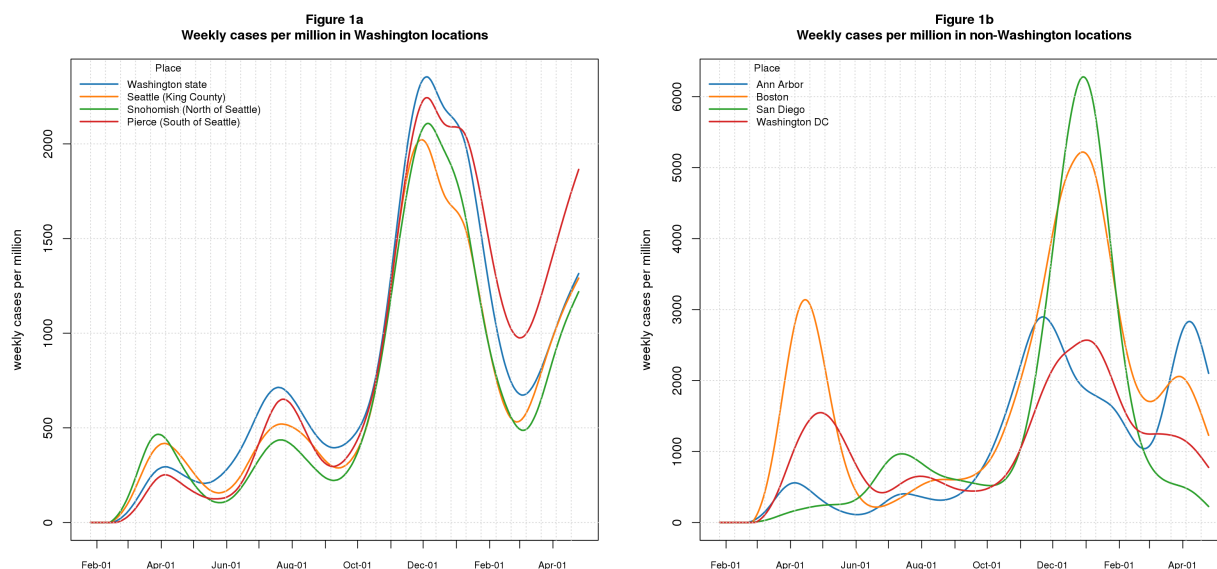 Figure 1a
Weekly cases per million in Washington locations
Place
Washington state
Seattle (King County)
Snohomish (North of Seattle)
Pierce (South of Seattle)
weekly cases per million
2000
1500
1000
500
0
Feb-01 Apr-01 Jun-01 Aug-01 Oct-01 Dec-01 Feb-01 Apr-01
Figure 1b
Weekly cases per million in non-Washington locations
Place
Ann Arbor
Boston
San Diego
Washington DC
weekly cases per million
6000
5000
4000
3000
2000
1000
0
Feb-01 Apr-01 Jun-01 Aug-01 Oct-01 Dec-01 Feb-01 Apr-01